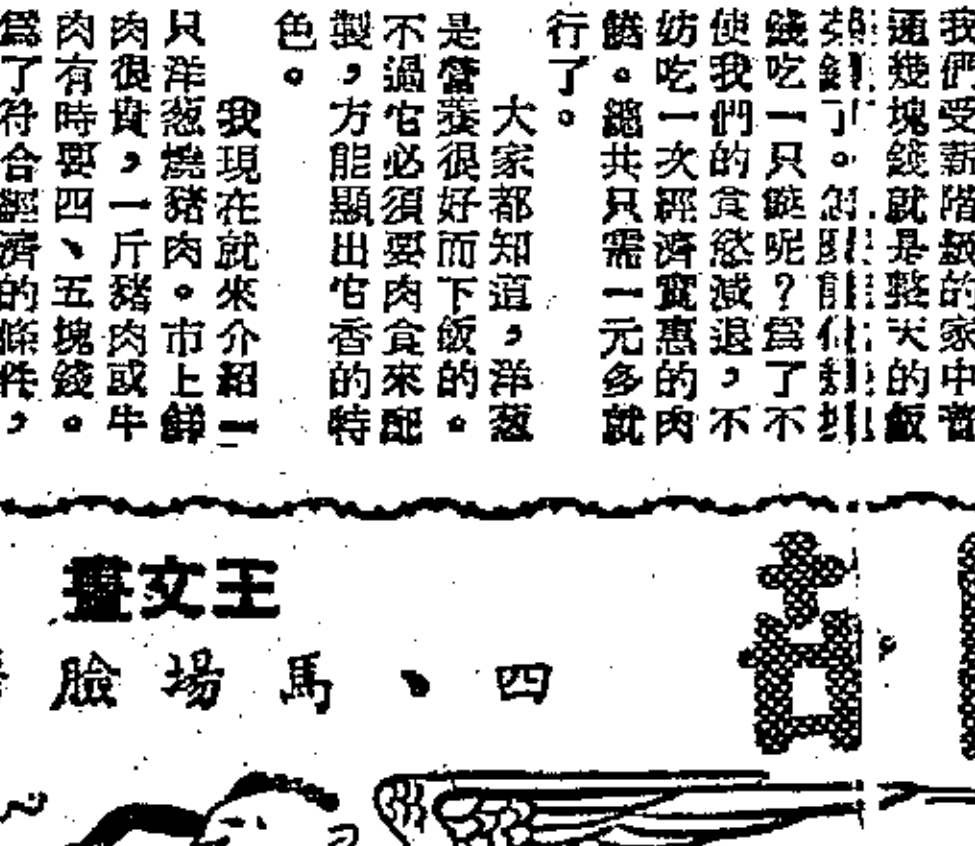 我們受薪階級的家中普
通幾塊錢就是整天的飯
錢吃一只雞呢？爲了不
使我們的食慾減退，不
妨吃一次經濟實惠的肉
餚。總共只需一元多就
行了。
大家都知道，洋葱
是營養很好而下飯的。
不過它必須要肉食來配
製，方能顯出它香的特
色。
我現在就來介紹一
只洋葱燒豬肉。市上鮮
肉很貴，一斤豬肉或牛
肉有時要四、五塊錢。
爲了符合經濟的條件，
王文畫
四、馬場臉